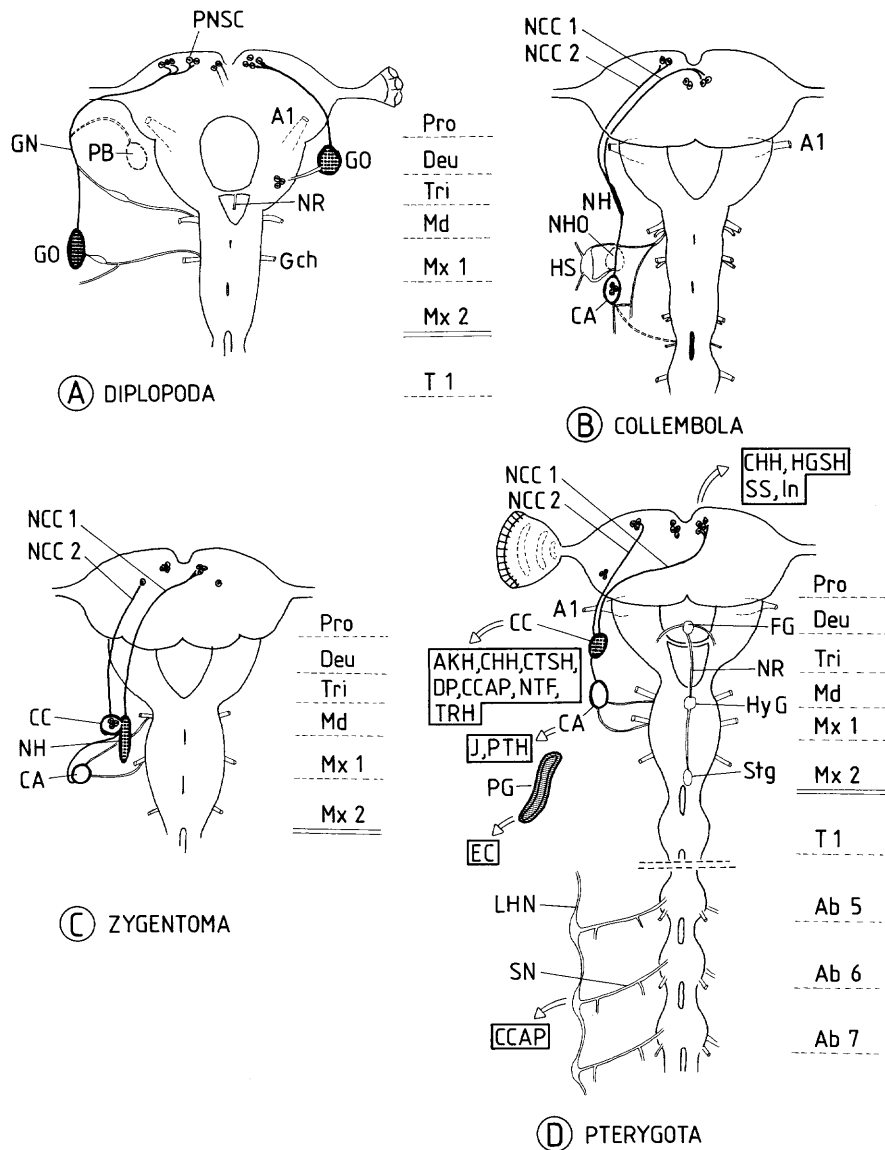 PNSC
A1
GN
PB
GO
NR
GO
Gch
Pro
Deu
Tri
Md
Mx 1
Mx 2
T 1
A DIPLOPODA
NCC 1
NCC 2
A1
NH
NHO
HS
CA
B COLLEMBOLA
NCC 1
NCC 2
CC
NH
CA
Pro
Deu
Tri
Md
Mx 1
Mx 2
C ZYGENTOMA
CHH, HGSH
SS, In
NCC 1
NCC 2
A1
CC
AKH, CHH, CTSH,
DP, CCAP, NTF,
TRH
CA
J, PTH
PG
EC
FG
NR
HyG
Stg
LHN
SN
CCAP
Pro
Deu
Tri
Md
Mx 1
Mx 2
T 1
Ab 5
Ab 6
Ab 7
D PTERYGOTA